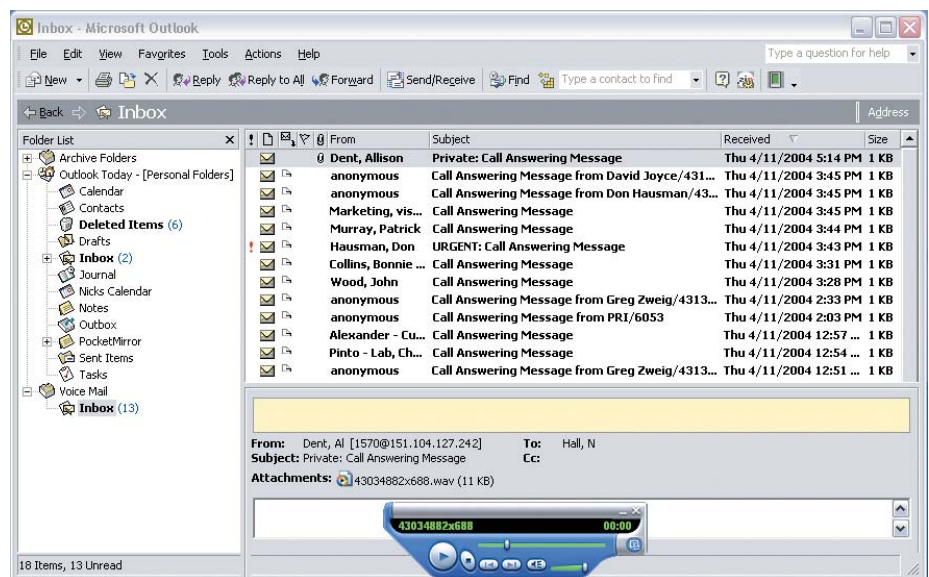 Inbox - Microsoft Outlook
File Edit View Favorites Tools Actions Help Type a question for help
New Reply Reply to All Forward Send/Receive Find Type a contact to find
Back Inbox Address
Folder List x ! From Subject Received Size
Archive Folders
Outlook Today - [Personal Folders]
Calendar
Contacts
Deleted Items (6)
Drafts
Inbox (2)
Journal
Nicks Calendar
Notes
Outbox
PocketMirror
Sent Items
Tasks
Voice Mail
Inbox (13)
Dent, Allison Private: Call Answering Message Thu 4/11/2004 5:14 PM 1 KB
anonymous Call Answering Message from David Joyce/431... Thu 4/11/2004 3:45 PM 1 KB
anonymous Call Answering Message from Don Hausman/43... Thu 4/11/2004 3:45 PM 1 KB
Marketing, vis... Call Answering Message Thu 4/11/2004 3:45 PM 1 KB
Murray, Patrick Call Answering Message Thu 4/11/2004 3:44 PM 1 KB
! Hausman, Don URGENT: Call Answering Message Thu 4/11/2004 3:43 PM 1 KB
Collins, Bonnie ... Call Answering Message Thu 4/11/2004 3:31 PM 1 KB
Wood, John Call Answering Message Thu 4/11/2004 3:28 PM 1 KB
anonymous Call Answering Message from Greg Zweig/4313... Thu 4/11/2004 2:33 PM 1 KB
anonymous Call Answering Message from PRI/6053 Thu 4/11/2004 2:03 PM 1 KB
Alexander - Cu... Call Answering Message Thu 4/11/2004 12:57 ... 1 KB
Pinto - Lab, Ch... Call Answering Message Thu 4/11/2004 12:54 ... 1 KB
anonymous Call Answering Message from Greg Zweig/4313... Thu 4/11/2004 12:51 ... 1 KB
From: Dent, Al [1570@151.104.127.242] To: Hall, N
Subject: Private: Call Answering Message Cc:
Attachments: 43034882x688.wav (11 KB)
43034882x688 00:00
18 Items, 13 Unread